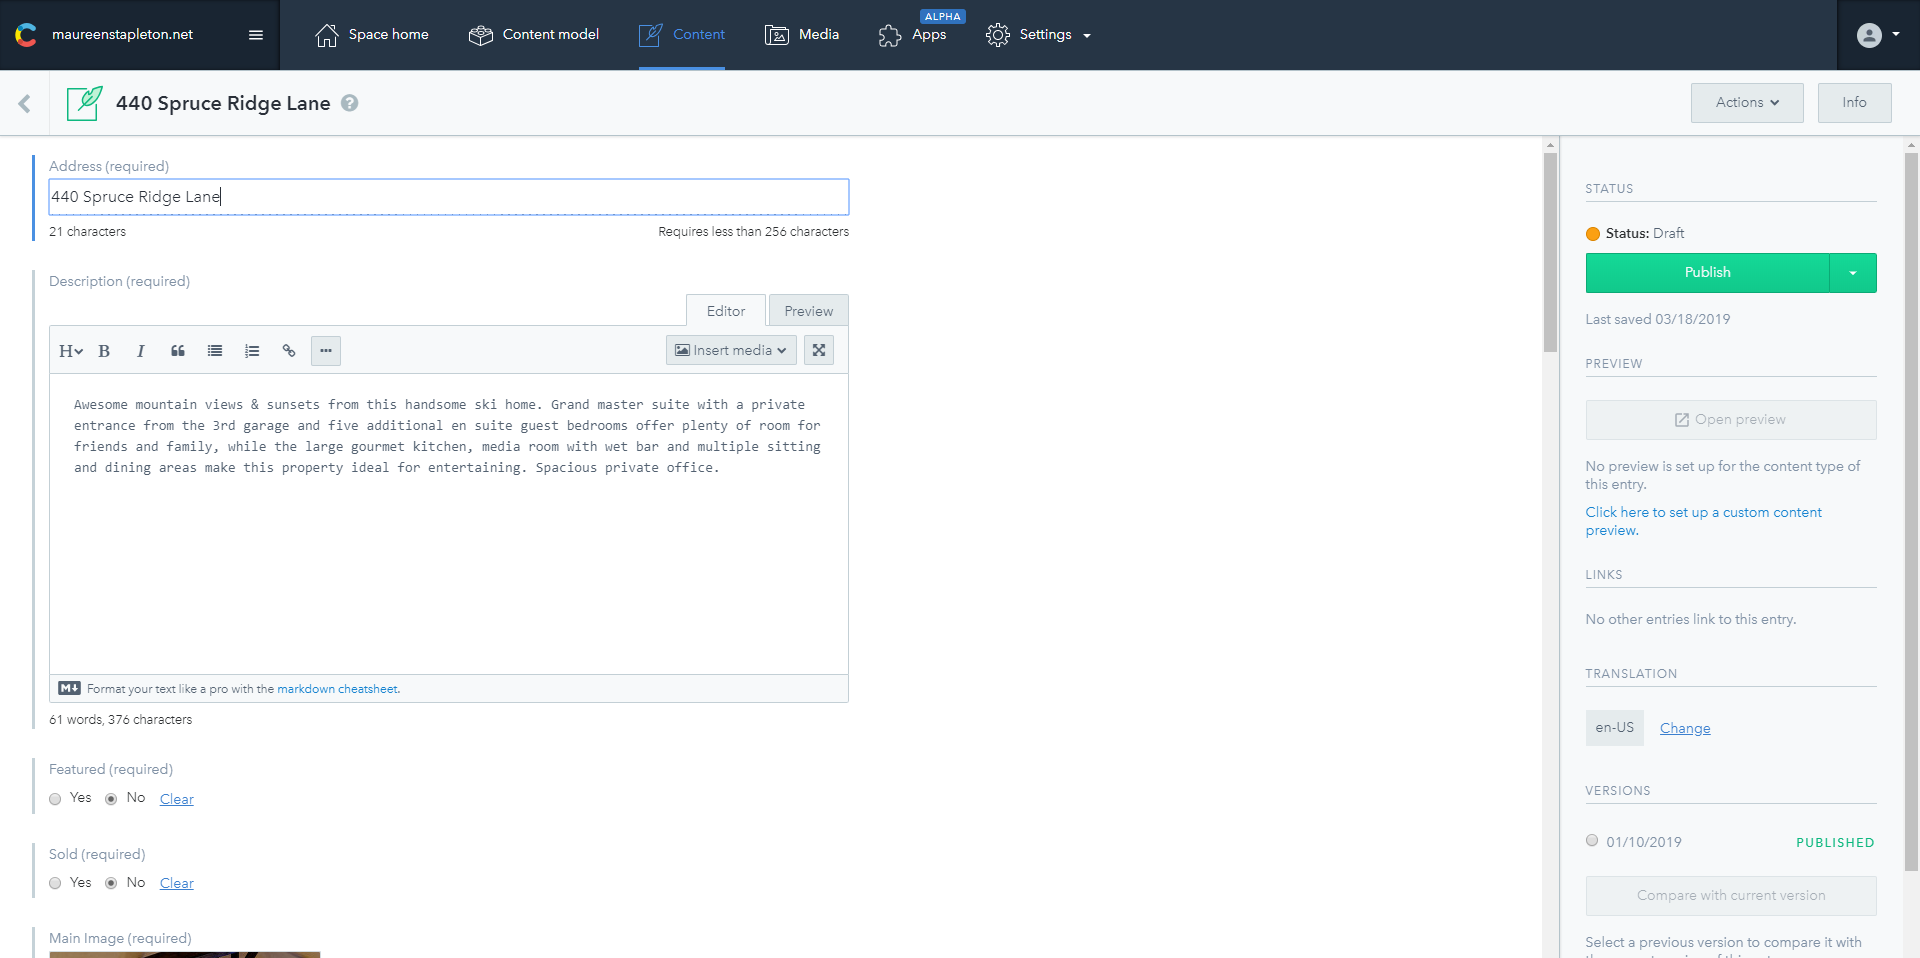 maureenstapleton.net
Space home
Content model
Content
Media
ALPHA
Apps
Settings
440 Spruce Ridge Lane ?
Actions
Info
Address (required)
440 Spruce Ridge Lane
21 characters
Requires less than 256 characters
Description (required)
Editor
Preview
H B I
Insert media
Awesome mountain views & sunsets from this handsome ski home. Grand master suite with a private
entrance from the 3rd garage and five additional en suite guest bedrooms offer plenty of room for
friends and family, while the large gourmet kitchen, media room with wet bar and multiple sitting
and dining areas make this property ideal for entertaining. Spacious private office.
M Format your text like a pro with the markdown cheatsheet.
61 words, 376 characters
Featured (required)
Yes No Clear
Sold (required)
Yes No Clear
Main Image (required)
STATUS
Status: Draft
Publish
Last saved 03/18/2019
PREVIEW
Open preview
No preview is set up for the content type of
this entry.
Click here to set up a custom content
preview.
LINKS
No other entries link to this entry.
TRANSLATION
en-US Change
VERSIONS
01/10/2019 PUBLISHED
Compare with current version
Select a previous version to compare it with